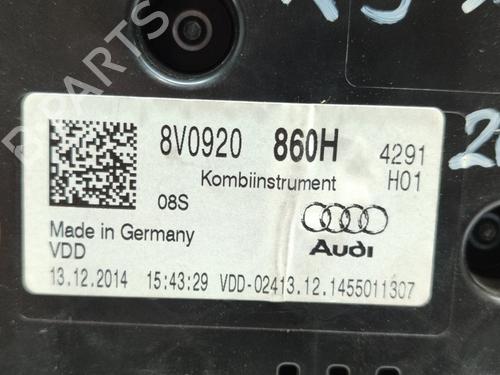 8V0920 860H 4291
Kombiinstrument H01
08S
Made in Germany
VDD
Audi
13.12.2014 15:43:29 VDD-02413.12.1455011307